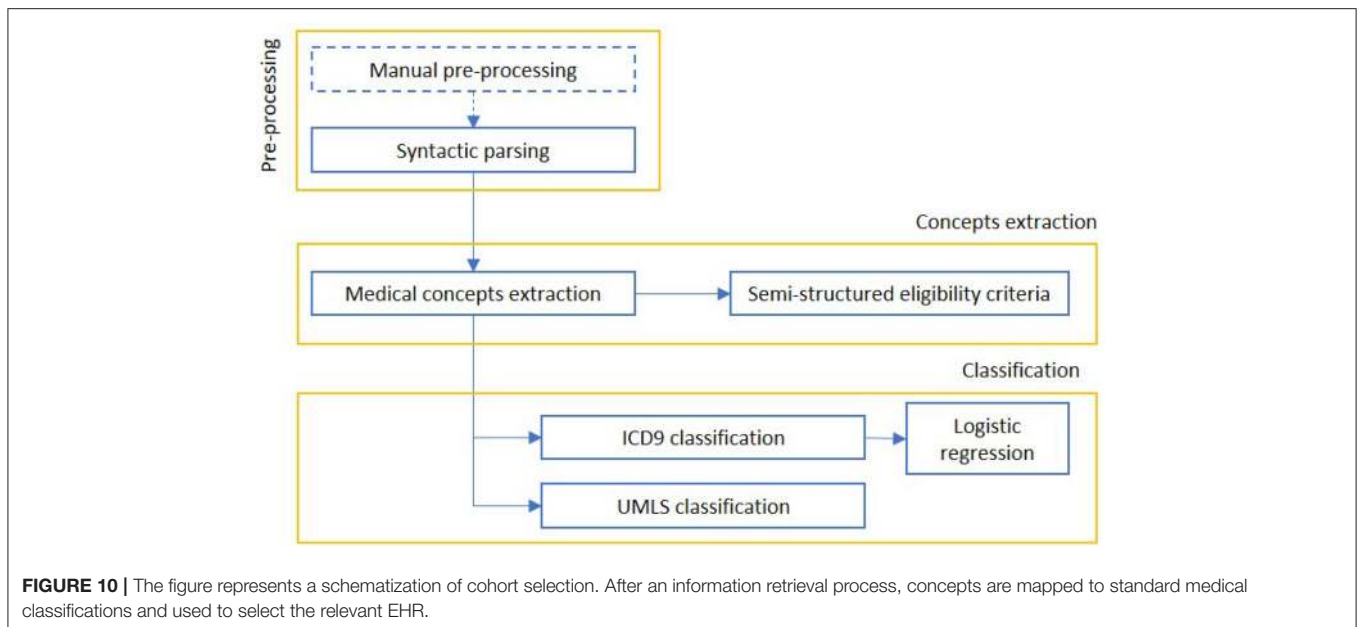 Pre-processing
Manual pre-processing
Syntactic parsing
Concepts extraction
Medical concepts extraction
Semi-structured eligibility criteria
Classification
ICD9 classification
Logistic
regression
UMLS classification
FIGURE 10 | The figure represents a schematization of cohort selection. After an information retrieval process, concepts are mapped to standard medical
classifications and used to select the relevant EHR.